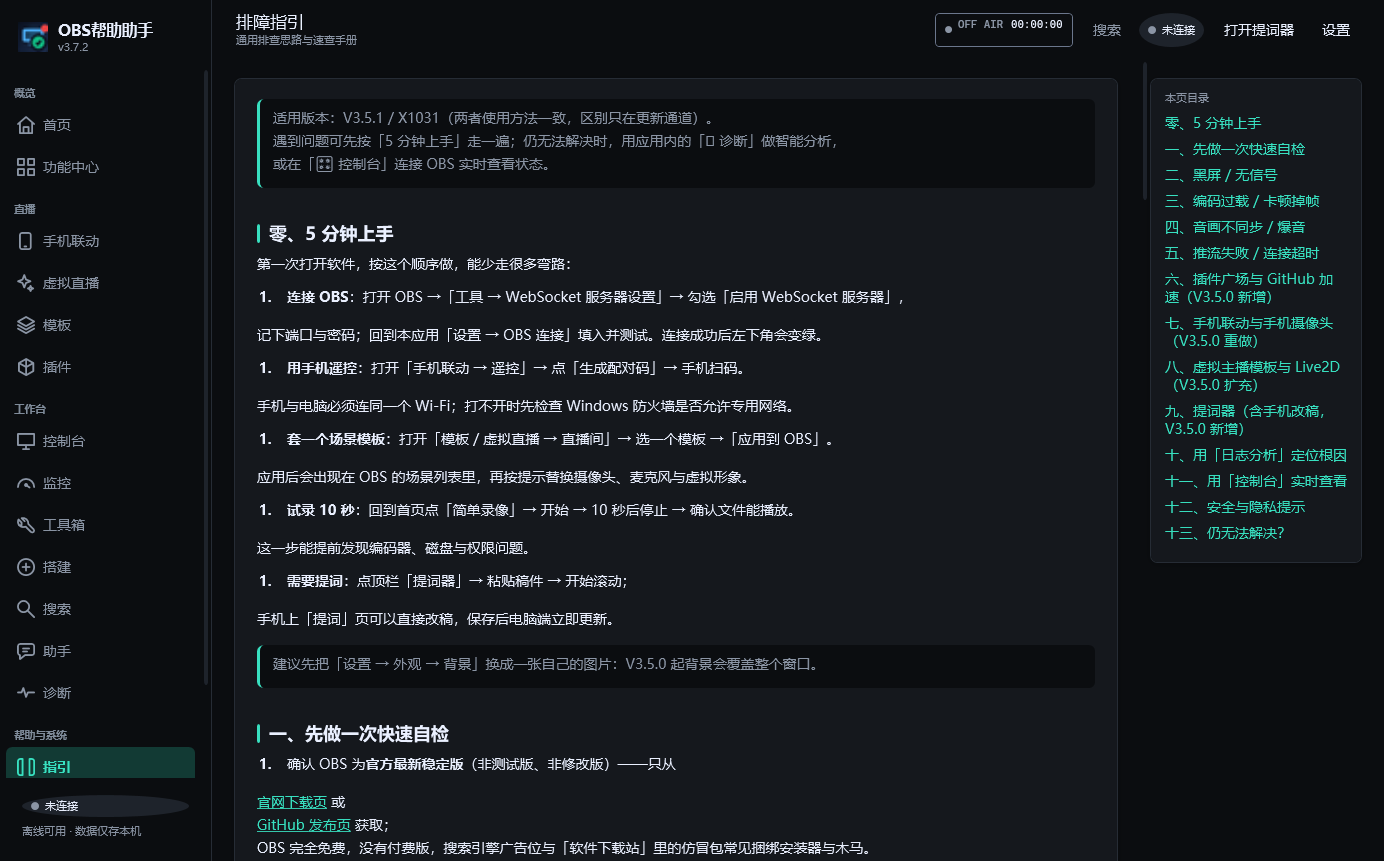 OBS帮助助手
v3.7.2
概览
首页
功能中心
直播
手机联动
虚拟直播
模板
插件
工作台
控制台
监控
工具箱
搭建
搜索
助手
诊断
帮助与系统
指引
未连接
离线可用 · 数据仅存本机
排障指引
通用排查思路与速查手册
OFF AIR 00:00:00
搜索
未连接
打开提词器
设置
适用版本：V3.5.1 / X1031（两者使用方法一致，区别只在更新通道）。
遇到问题可先按「5 分钟上手」走一遍；仍无法解决时，用应用内的「▯ 诊断」做智能分析，
或在「🎛 控制台」连接 OBS 实时查看状态。
零、5 分钟上手
第一次打开软件，按这个顺序做，能少走很多弯路：
1. 连接 OBS：打开 OBS →「工具 → WebSocket 服务器设置」→ 勾选「启用 WebSocket 服务器」，
记下端口与密码；回到本应用「设置 → OBS 连接」填入并测试。连接成功后左下角会变绿。
1. 用手机遥控：打开「手机联动 → 遥控」→ 点「生成配对码」→ 手机扫码。
手机与电脑必须连同一个 Wi-Fi；打不开时先检查 Windows 防火墙是否允许专用网络。
1. 套一个场景模板：打开「模板 / 虚拟直播 → 直播间」→ 选一个模板 →「应用到 OBS」。
应用后会出现在 OBS 的场景列表里，再按提示替换摄像头、麦克风与虚拟形象。
1. 试录 10 秒：回到首页点「简单录像」→ 开始 → 10 秒后停止 → 确认文件能播放。
这一步能提前发现编码器、磁盘与权限问题。
1. 需要提词：点顶栏「提词器」→ 粘贴稿件 → 开始滚动；
手机上「提词」页可以直接改稿，保存后电脑端立即更新。
建议先把「设置 → 外观 → 背景」换成一张自己的图片：V3.5.0 起背景会覆盖整个窗口。
一、先做一次快速自检
1. 确认 OBS 为官方最新稳定版（非测试版、非修改版）——只从
官网下载页 或
GitHub 发布页 获取；
OBS 完全免费，没有付费版，搜索引擎广告位与「软件下载站」里的仿冒包常见捆绑安装器与木马。
本页目录
零、5 分钟上手
一、先做一次快速自检
二、黑屏 / 无信号
三、编码过载 / 卡顿掉帧
四、音画不同步 / 爆音
五、推流失败 / 连接超时
六、插件广场与 GitHub 加
速（V3.5.0 新增）
七、手机联动与手机摄像头
（V3.5.0 重做）
八、虚拟主播模板与 Live2D
（V3.5.0 扩充）
九、提词器（含手机改稿，
V3.5.0 新增）
十、用「日志分析」定位根因
十一、用「控制台」实时查看
十二、安全与隐私提示
十三、仍无法解决？